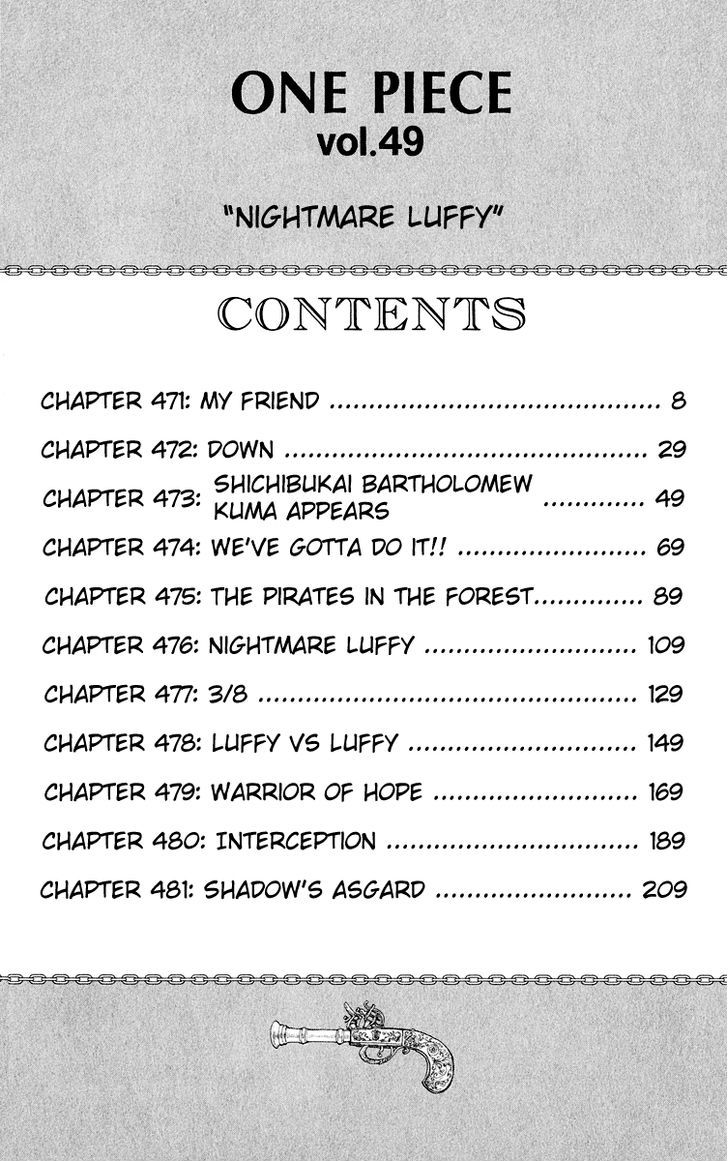 ONE PIECE
vol.49
"NIGHTMARE LUFFY"
CONTENTS
CHAPTER 471: MY FRIEND ........................................ 8
CHAPTER 472: DOWN ............................................ 29
CHAPTER 473: SHICHIBUKAI BARTHOLOMEW
KUMA APPEARS ............. 49
CHAPTER 474: WE'VE GOTTA DO IT!! ....................... 69
CHAPTER 475: THE PIRATES IN THE FOREST.............. 89
CHAPTER 476: NIGHTMARE LUFFY .......................... 109
CHAPTER 477: 3/8 .............................................. 129
CHAPTER 478: LUFFY VS LUFFY ............................ 149
CHAPTER 479: WARRIOR OF HOPE ......................... 169
CHAPTER 480: INTERCEPTION ............................... 189
CHAPTER 481: SHADOW'S ASGARD ........................ 209